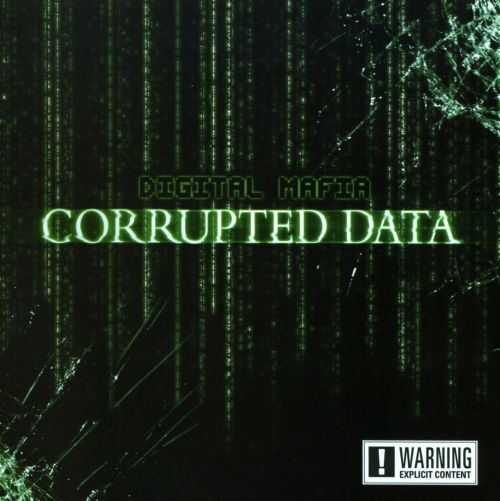 DIGITAL MAFIA
CORRUPTED DATA
! WARNING
EXPLICIT CONTENT